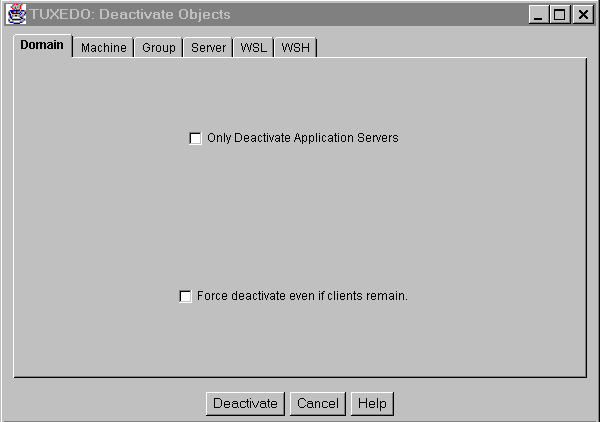 TUXEDO: Deactivate Objects
Domain Machine Group Server WSL WSH
Only Deactivate Application Servers
Force deactivate even if clients remain.
Deactivate Cancel Help